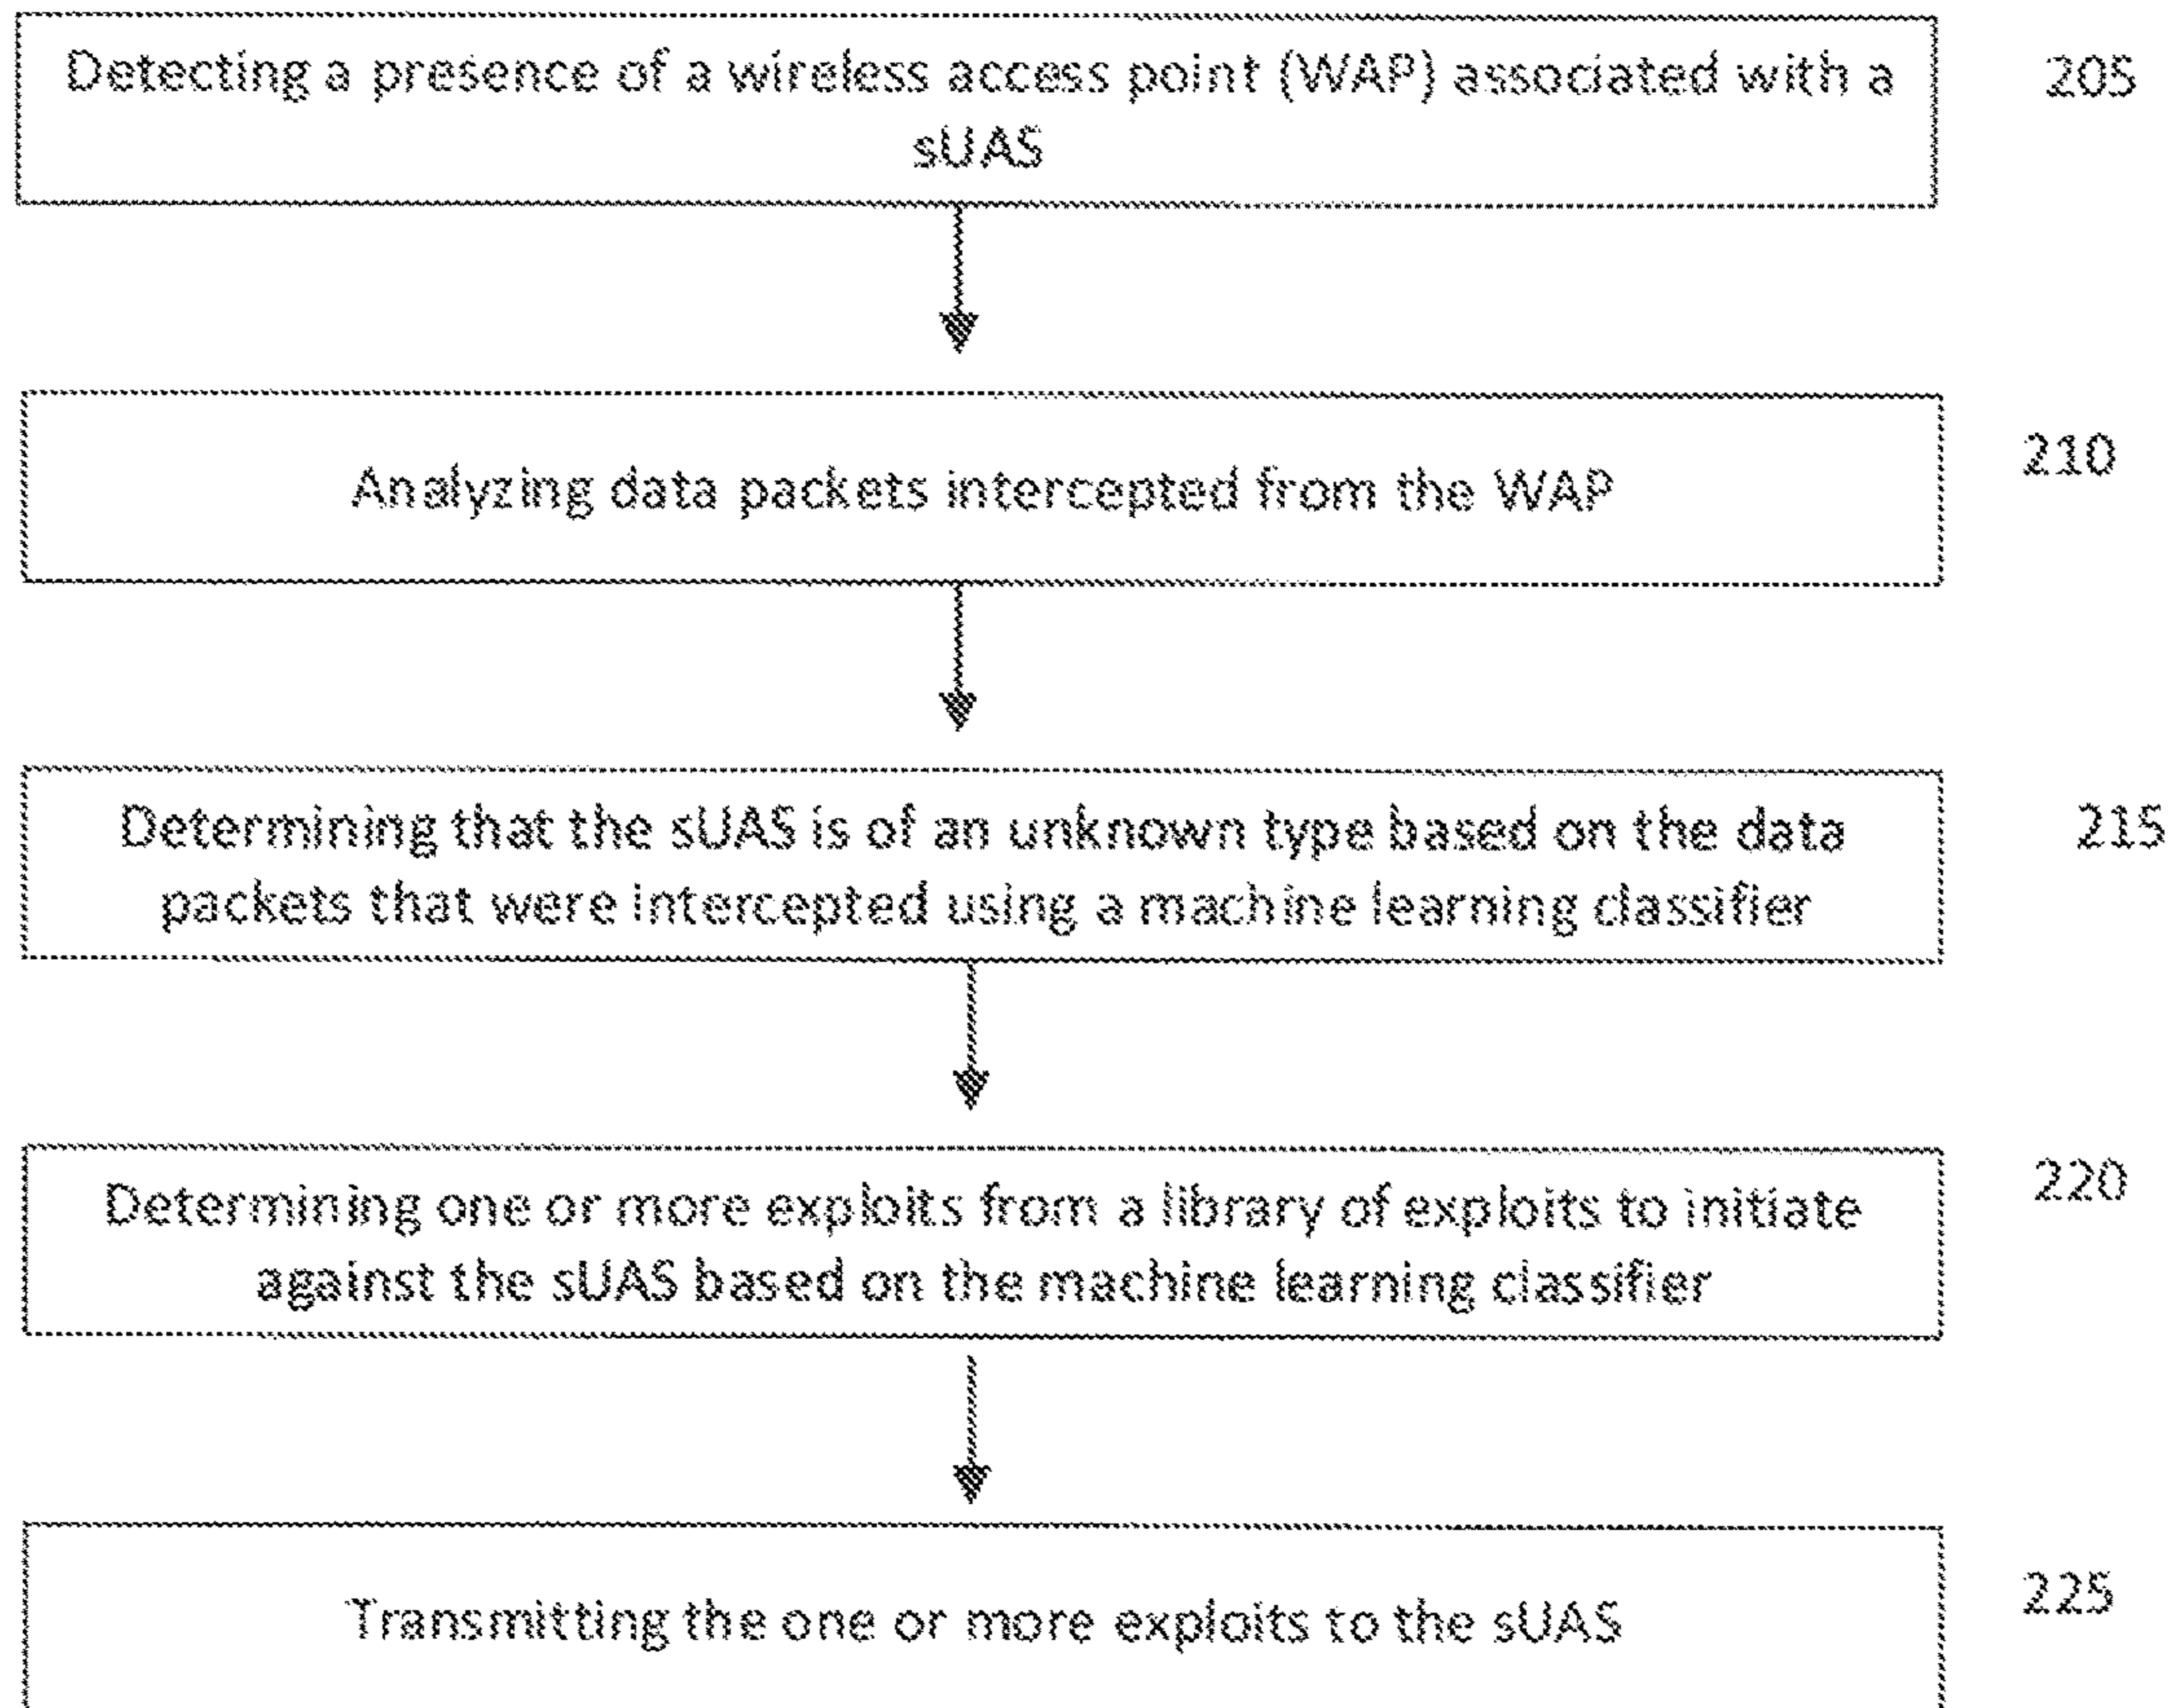 Detecting a presence of a wireless access point (WAP) associated with a
sUAS
205
Analyzing data packets intercepted from the WAP
210
Determining that the sUAS is of an unknown type based on the data
packets that were intercepted using a machine learning classifier
215
Determining one or more exploits from a library of exploits to initiate
against the sUAS based on the machine learning classifier
220
Transmitting the one or more exploits to the sUAS
225